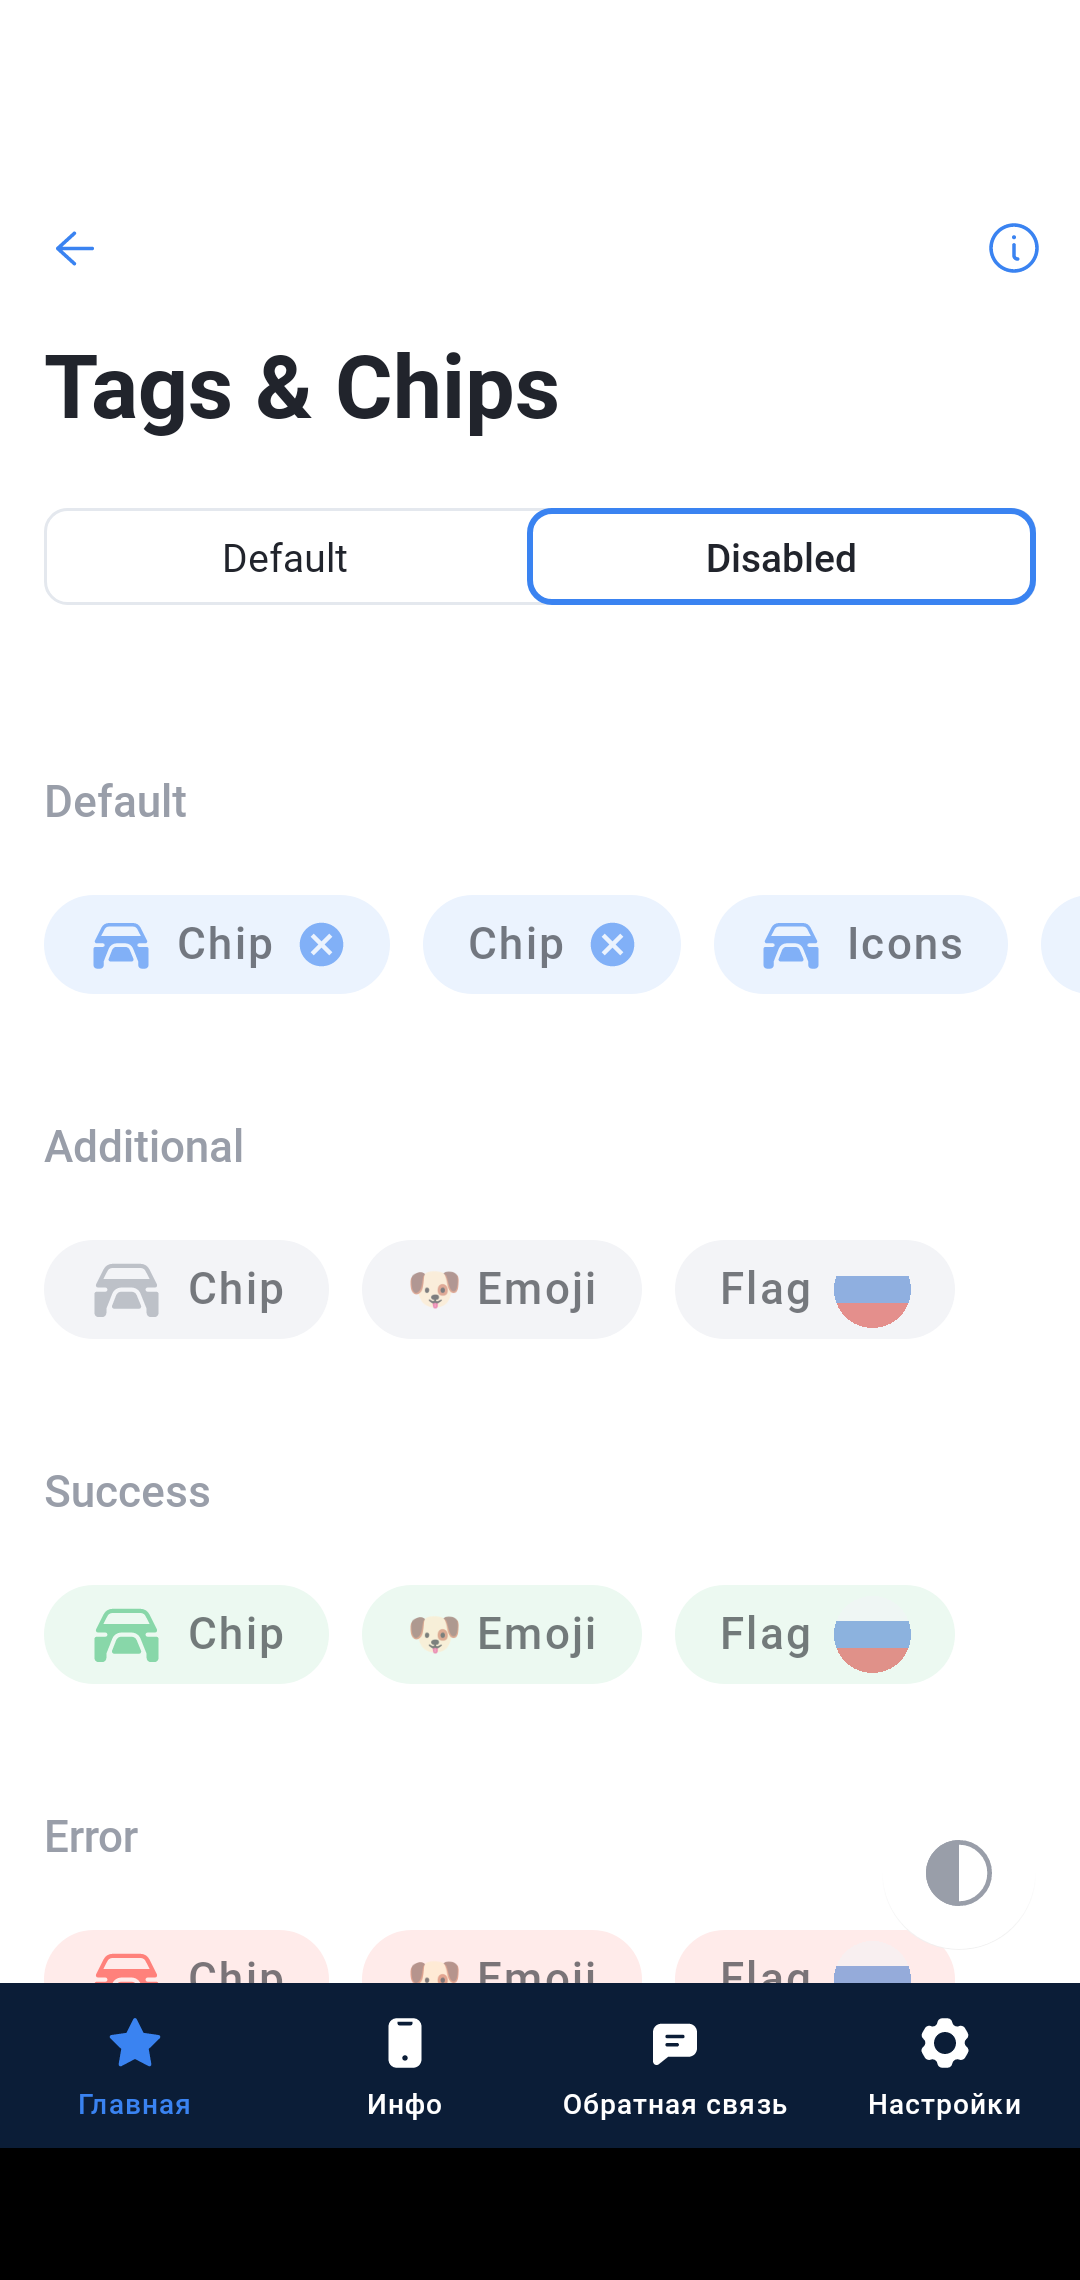 Tags & Chips
Default Disabled
Default
Chip Chip Icons
Additional
Chip Emoji Flag
Success
Chip Emoji Flag
Error
Chip Emoji Flag
Главная Инфо Обратная связь Настройки